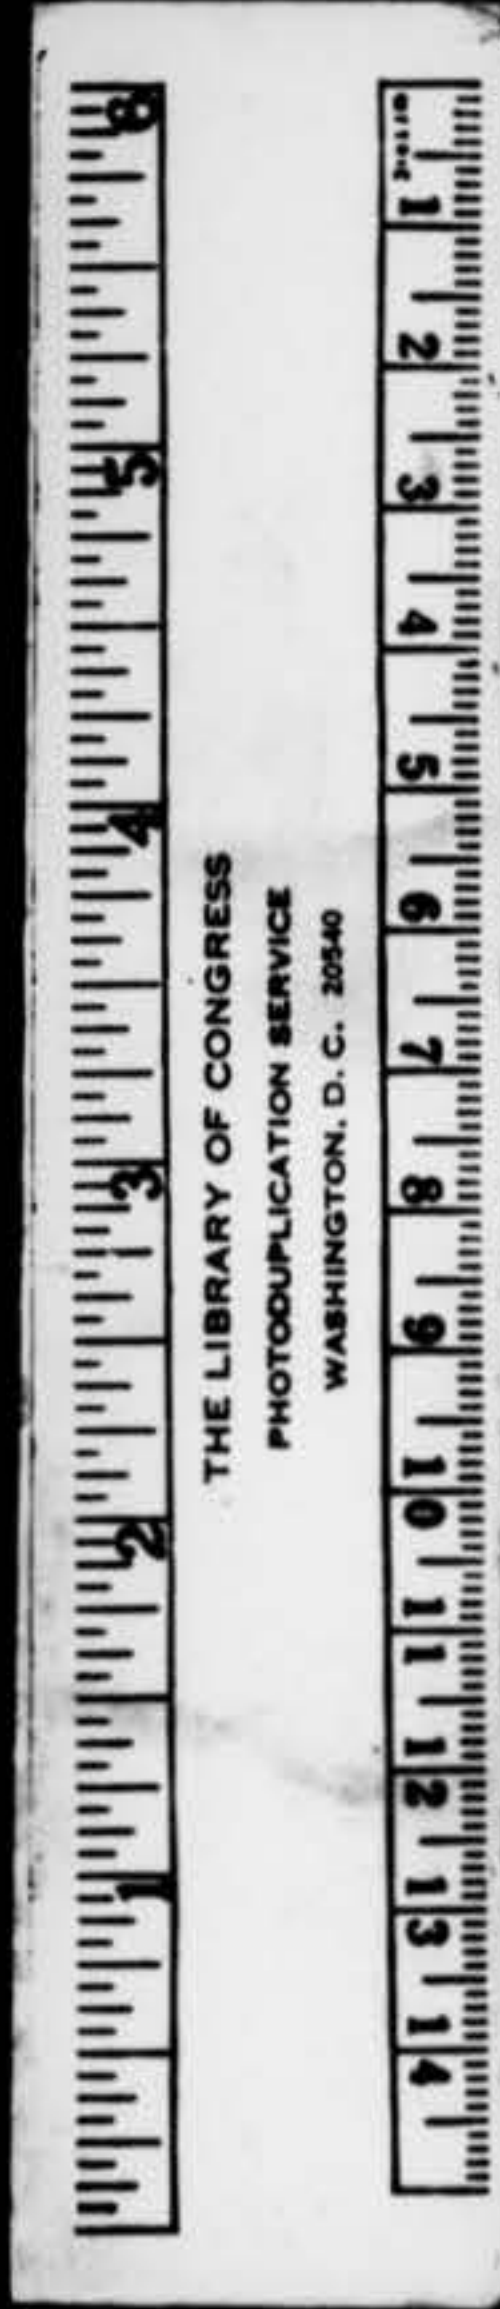 THE LIBRARY OF CONGRESS
PHOTODUPLICATION SERVICE
WASHINGTON, D. C. 20540
1 2 3 4 5 6
1 2 3 4 5 6 7 8 9 10 11 12 13 14